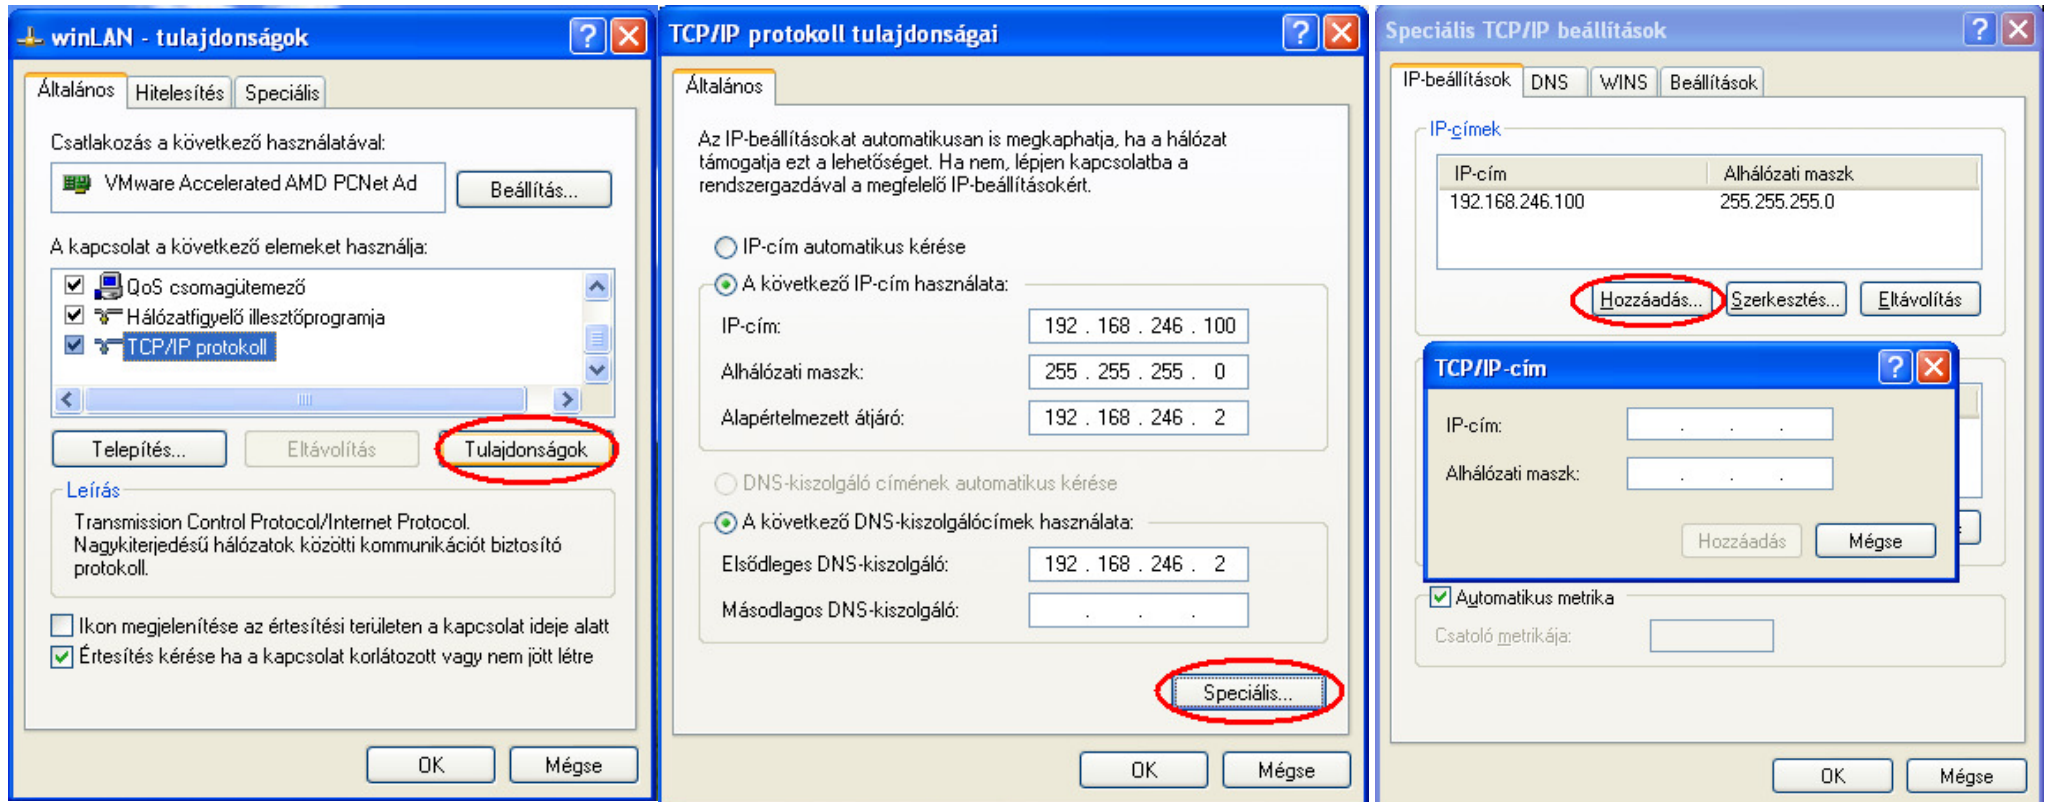 winLAN - tulajdonságok
Általános
Hitelesítés
Speciális
Csatlakozás a következő használatával:
VMware Accelerated AMD PCNet Ad
Beállítás...
A kapcsolat a következő elemeket használja:
QoS csomagütemező
Hálózatfigyelő illesztőprogramja
TCP/IP protokoll
Telepítés...
Eltávolítás
Tulajdonságok
Leírás
Transmission Control Protocol/Internet Protocol.
Nagykiterjedésű hálózatok közötti kommunikációt biztosító
protokoll.
Ikon megjelenítése az értesítési területen a kapcsolat ideje alatt
Értesítés kérése ha a kapcsolat korlátozott vagy nem jött létre
OK
Mégse
TCP/IP protokoll tulajdonságai
Általános
Az IP-beállításokat automatikusan is megkaphatja, ha a hálózat
támogatja ezt a lehetőséget. Ha nem, lépjen kapcsolatba a
rendszergazdával a megfelelő IP-beállításokért.
IP-cím automatikus kérése
A következő IP-cím használata:
IP-cím: 192 . 168 . 246 . 100
Alhálózati maszk: 255 . 255 . 255 . 0
Alapértelmezett átjáró: 192 . 168 . 246 . 2
DNS-kiszolgáló címének automatikus kérése
A következő DNS-kiszolgálócímek használata:
Elsődleges DNS-kiszolgáló: 192 . 168 . 246 . 2
Másodlagos DNS-kiszolgáló: . . .
Speciális...
OK
Mégse
Speciális TCP/IP beállítások
IP-beállítások
DNS
WINS
Beállítások
IP-címek
IP-cím Alhálózati maszk
192.168.246.100 255.255.255.0
Hozzáadás...
Szerkesztés...
Eltávolítás
TCP/IP-cím
IP-cím: . . .
Alhálózati maszk: . . .
Hozzáadás
Mégse
Automatikus metrika
Csatoló metrikája:
OK
Mégse